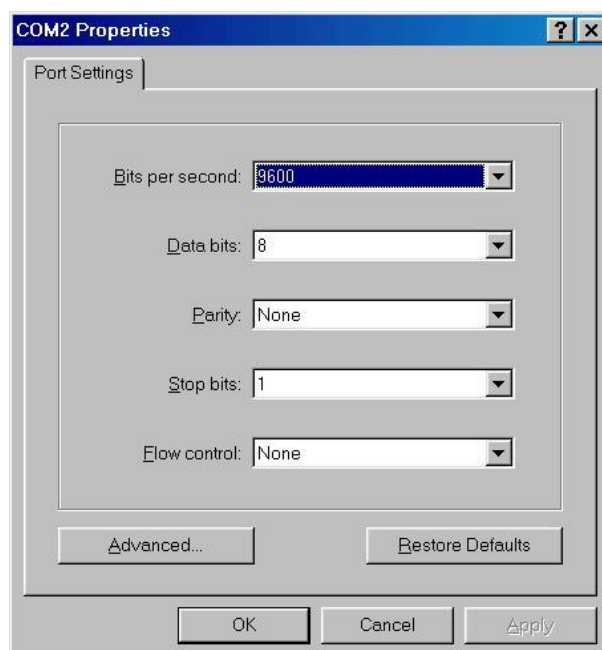 COM2 Properties
Port Settings
Bits per second: 9600
Data bits: 8
Parity: None
Stop bits: 1
Flow control: None
Advanced... Restore Defaults
OK Cancel Apply